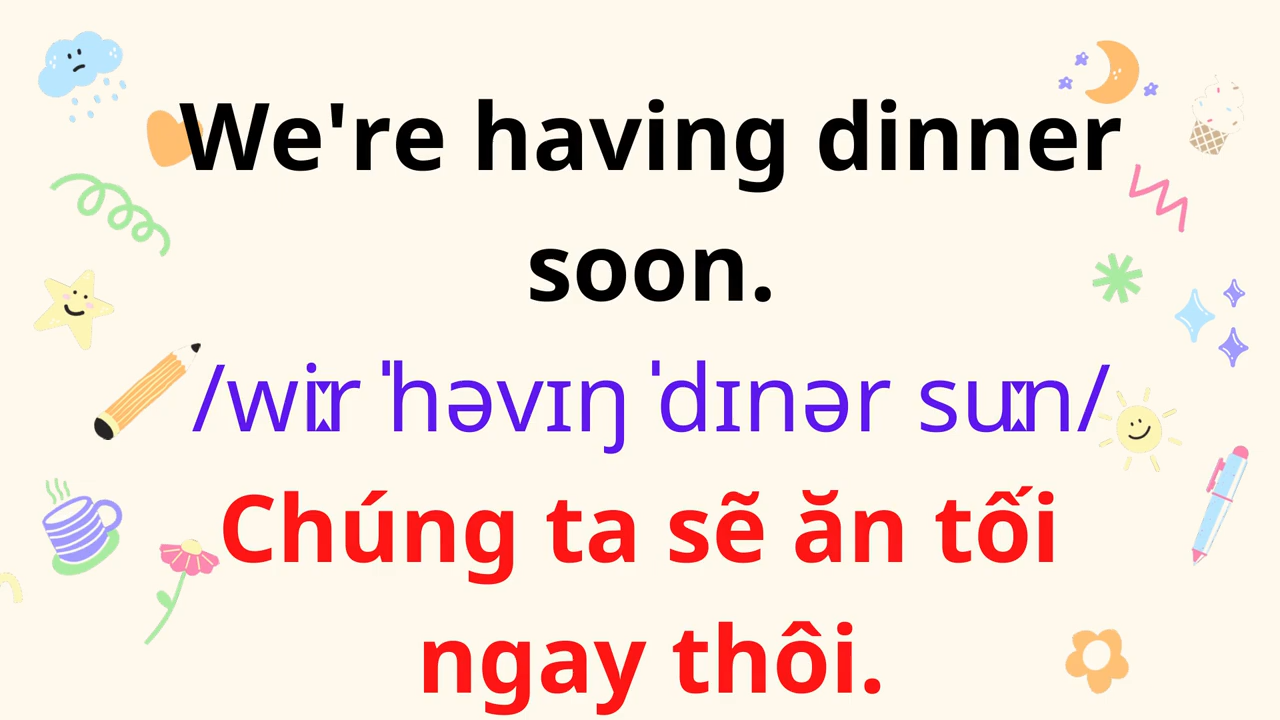 We're having dinner
soon.
/wiːr ˈhəvɪŋ ˈdɪnər suːn/
Chúng ta sẽ ăn tối
ngay thôi.